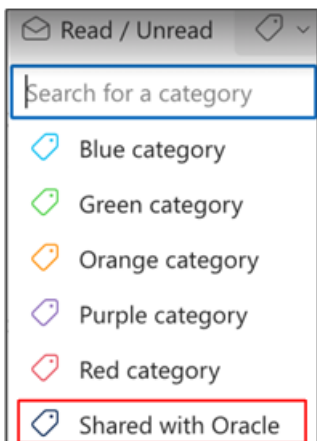 Read / Unread
Search for a category
Blue category
Green category
Orange category
Purple category
Red category
Shared with Oracle